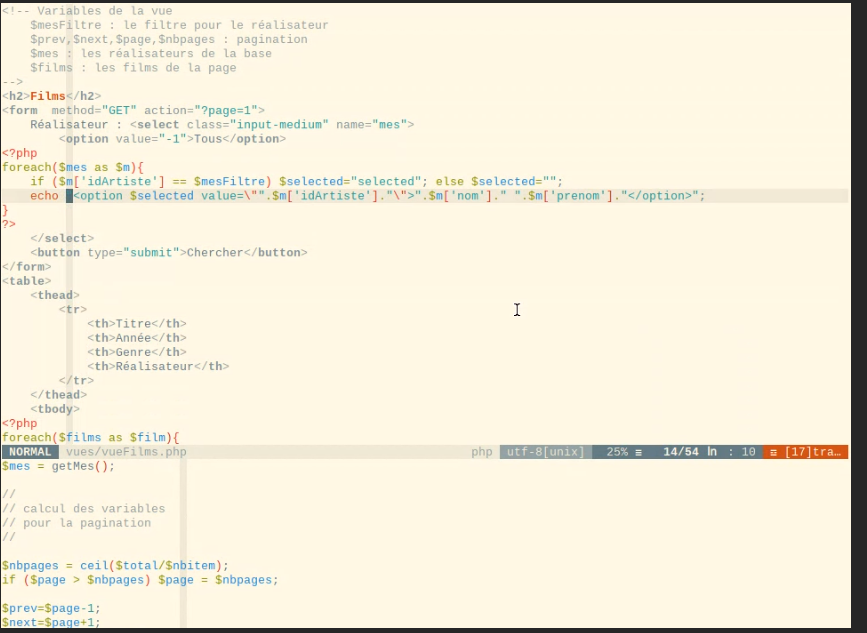 <!-- Variables de la vue
    $mesFiltre : le filtre pour le réalisateur
    $prev,$next,$page,$nbpages : pagination
    $mes : les réalisateurs de la base
    $films : les films de la page
-->
<h2>Films</h2>
<form  method="GET" action="?page=1">
    Réalisateur : <select class="input-medium" name="mes">
        <option value="-1">Tous</option>
<?php
foreach($mes as $m){
    if ($m['idArtiste'] == $mesFiltre) $selected="selected"; else $selected="";
    echo "<option $selected value=\"".$m['idArtiste']."\">".$m['nom']." ".$m['prenom']."</option>";
}
?>
    </select>
    <button type="submit">Chercher</button>
</form>
<table>
    <thead>
        <tr>
            <th>Titre</th>
            <th>Année</th>
            <th>Genre</th>
            <th>Réalisateur</th>
        </tr>
    </thead>
    <tbody>
<?php
foreach($films as $film){
NORMAL vues/vueFilms.php php utf-8[unix] 25% ≡ 14/54 ln : 10 ≡ [17]tra…
$mes = getMes();
//
// calcul des variables
// pour la pagination
//
$nbpages = ceil($total/$nbitem);
if ($page > $nbpages) $page = $nbpages;
$prev=$page-1;
$next=$page+1;